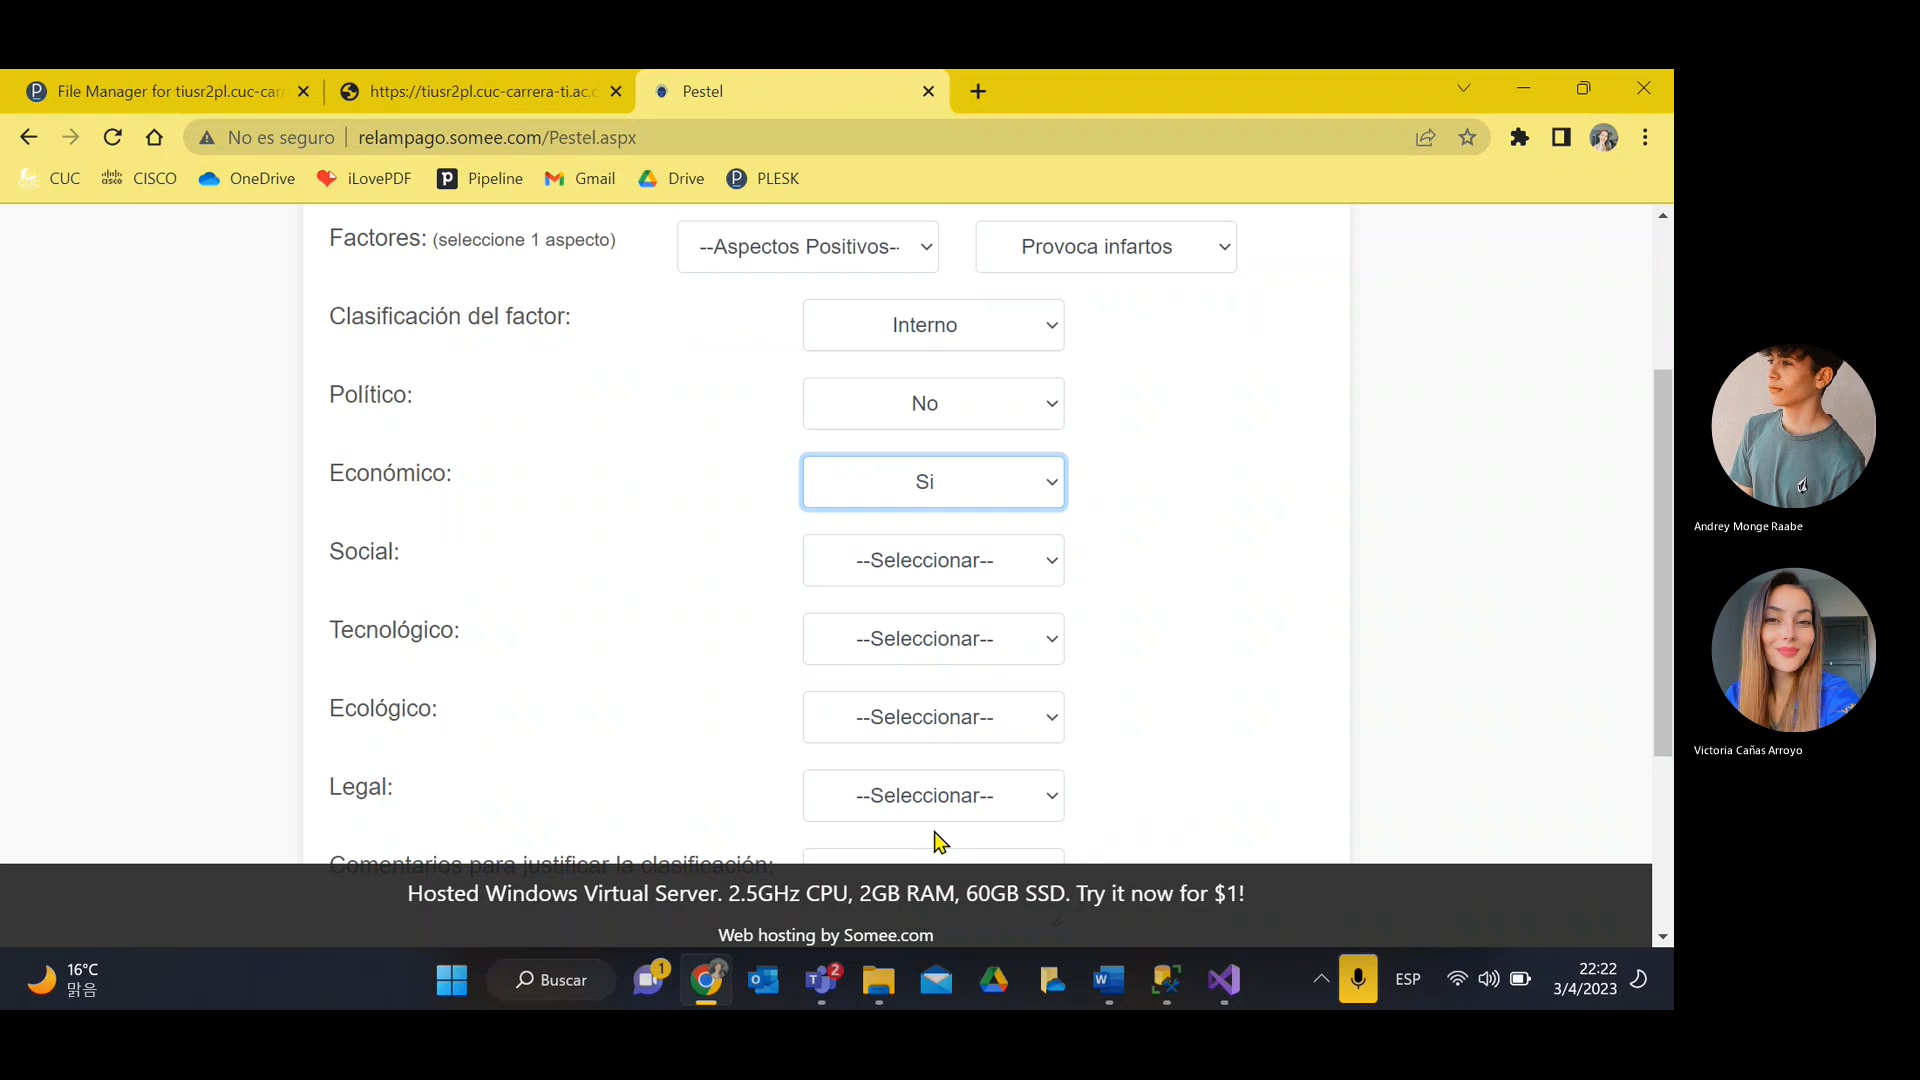 File Manager for tiusr2pl.cuc-car
https://tiusr2pl.cuc-carrera-ti.ac.c
Pestel
No es seguro
relampago.somee.com/Pestel.aspx
CUC
CISCO
OneDrive
iLovePDF
Pipeline
Gmail
Drive
PLESK
Factores: (seleccione 1 aspecto)
--Aspectos Positivos-
Provoca infartos
Clasificación del factor:
Interno
Político:
No
Económico:
Si
Social:
--Seleccionar--
Tecnológico:
--Seleccionar--
Ecológico:
--Seleccionar--
Legal:
--Seleccionar--
Comentarios para justificar la clasificación:
Hosted Windows Virtual Server. 2.5GHz CPU, 2GB RAM, 60GB SSD. Try it now for $1!
Web hosting by Somee.com
Andrey Monge Raabe
Victoria Cañas Arroyo
16°C
맑음
Buscar
1
2
ESP
22:22
3/4/2023